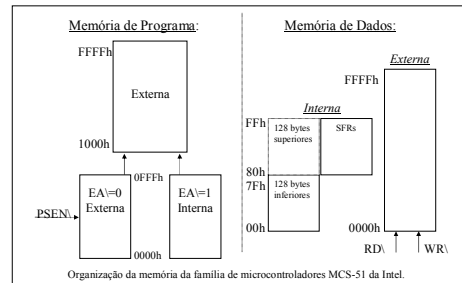 Memória de Programa:
FFFFh
Externa
1000h
0FFFh
EA\=0
Externa
EA\=1
Interna
PSEN\
0000h
Memória de Dados:
Externa
FFFFh
Interna
FFh
128 bytes
superiores
SFRs
80h
7Fh
128 bytes
inferiores
00h
0000h
RD\
WR\
Organização da memória da família de microcontroladores MCS-51 da Intel.